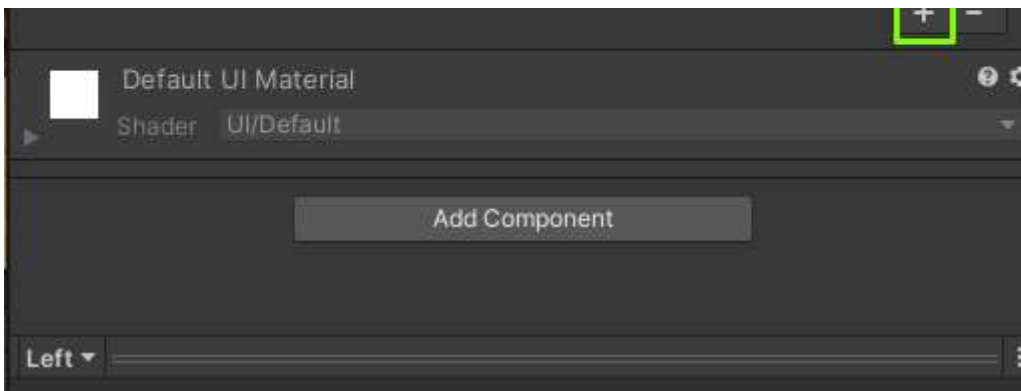 + -
Default UI Material
Shader UI/Default
Add Component
Left